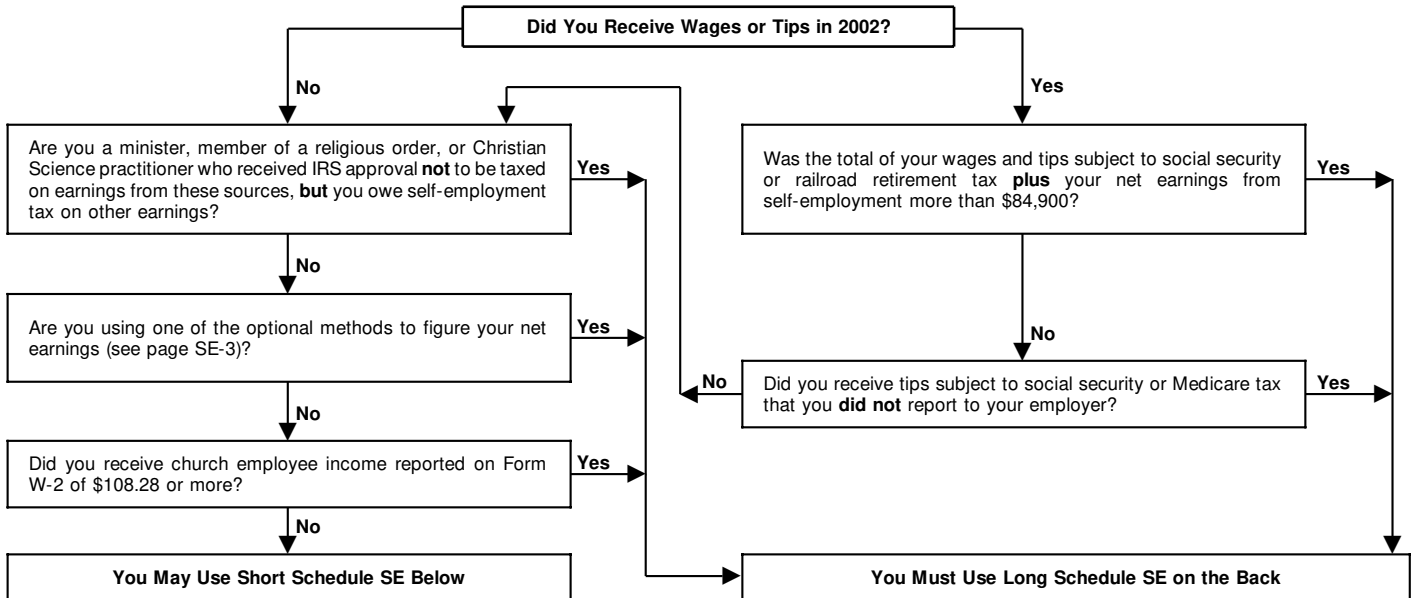 Did You Receive Wages or Tips in 2002?
No
Yes
Are you a minister, member of a religious order, or Christian
Science practitioner who received IRS approval not to be taxed
on earnings from these sources, but you owe self-employment
tax on other earnings?
Yes
Was the total of your wages and tips subject to social security
or railroad retirement tax plus your net earnings from
self-employment more than $84,900?
Yes
No
Are you using one of the optional methods to figure your net
earnings (see page SE-3)?
Yes
No
No
Did you receive tips subject to social security or Medicare tax
that you did not report to your employer?
Yes
No
Did you receive church employee income reported on Form
W-2 of $108.28 or more?
Yes
No
You May Use Short Schedule SE Below
You Must Use Long Schedule SE on the Back